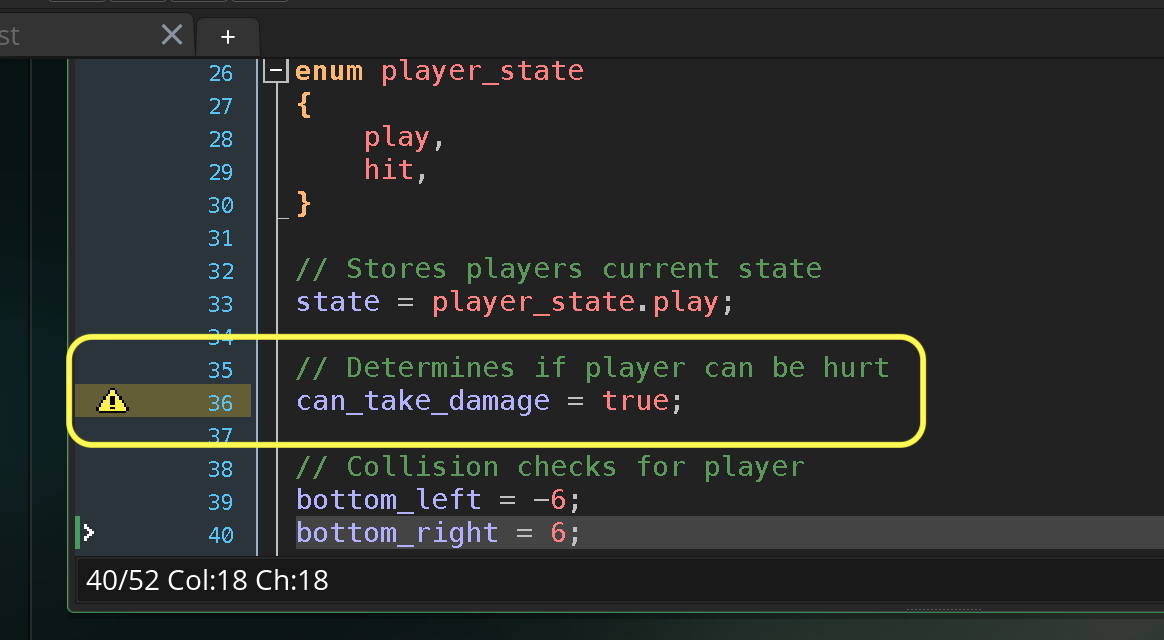 st
+
26 enum player_state
27 {
28 play,
29 hit,
30 }
31
32 // Stores players current state
33 state = player_state.play;
34
35 // Determines if player can be hurt
36 can_take_damage = true;
37
38 // Collision checks for player
39 bottom_left = -6;
40 bottom_right = 6;
40/52 Col:18 Ch:18